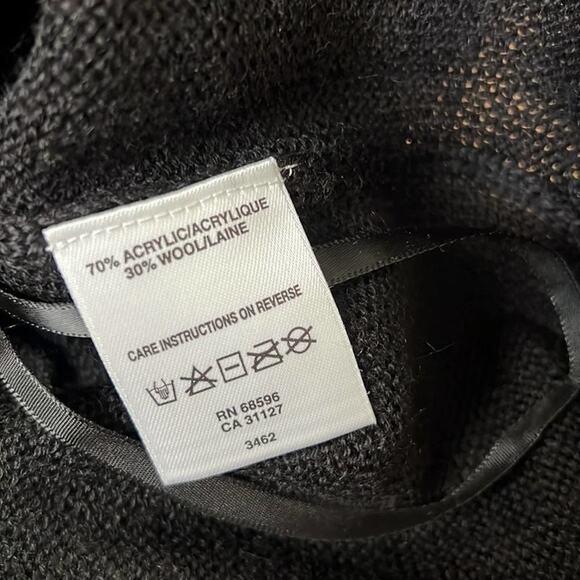 70% ACRYLIC/ACRYLIQUE
30% WOOL/LAINE
CARE INSTRUCTIONS ON REVERSE
RN 68596
CA 31127
3462